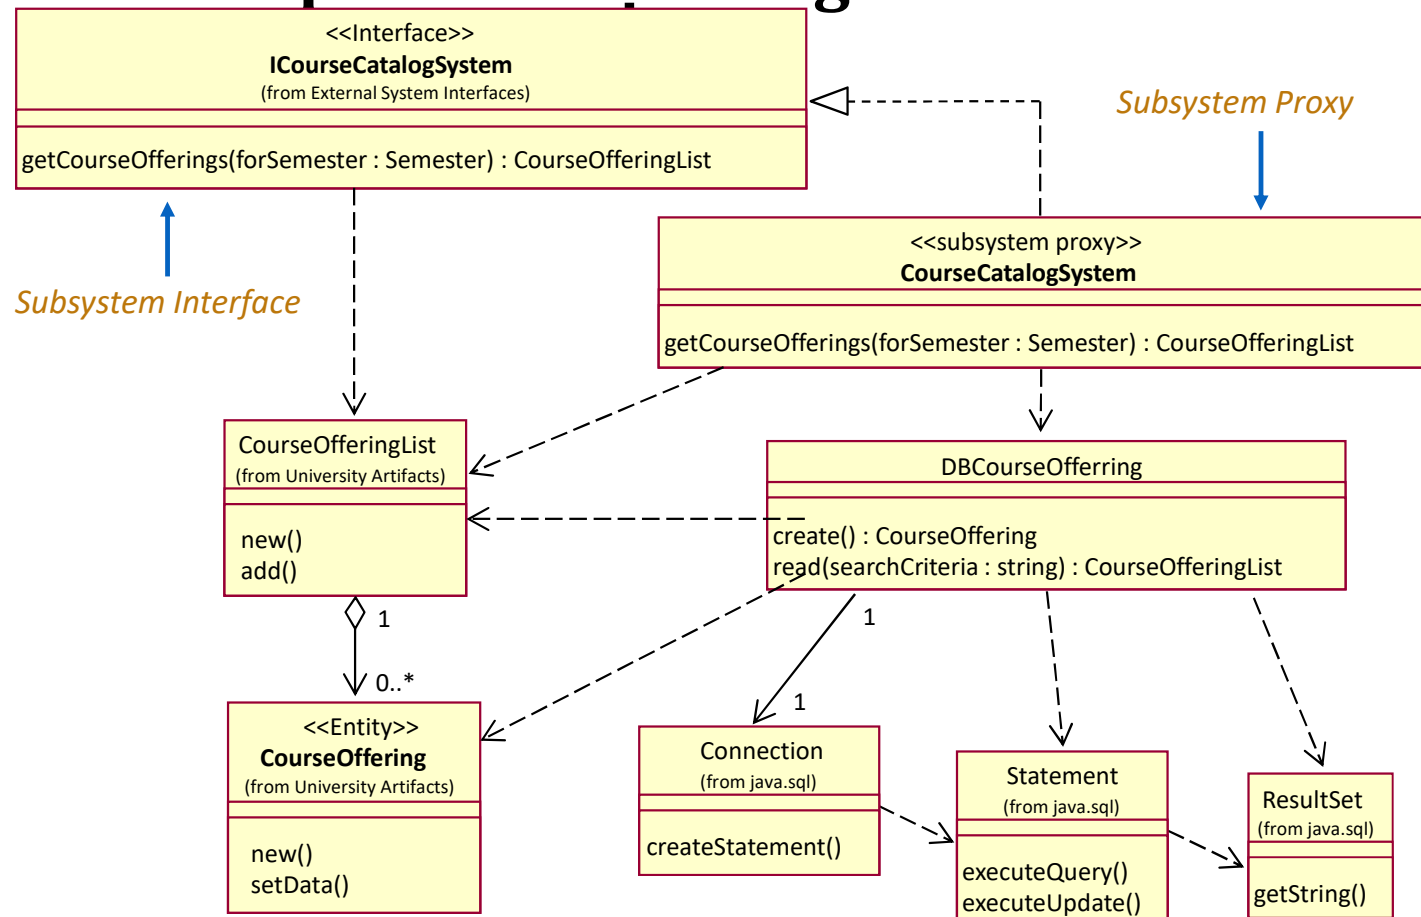 <<Interface>>
ICourseCatalogSystem
(from External System Interfaces)
getCourseOfferings(forSemester : Semester) : CourseOfferingList
Subsystem Proxy
Subsystem Interface
<<subsystem proxy>>
CourseCatalogSystem
getCourseOfferings(forSemester : Semester) : CourseOfferingList
CourseOfferingList
(from University Artifacts)
new()
add()
DBCourseOfferring
create() : CourseOffering
read(searchCriteria : string) : CourseOfferingList
1
0..*
1
1
<<Entity>>
CourseOffering
(from University Artifacts)
new()
setData()
Connection
(from java.sql)
createStatement()
Statement
(from java.sql)
executeQuery()
executeUpdate()
ResultSet
(from java.sql)
getString()